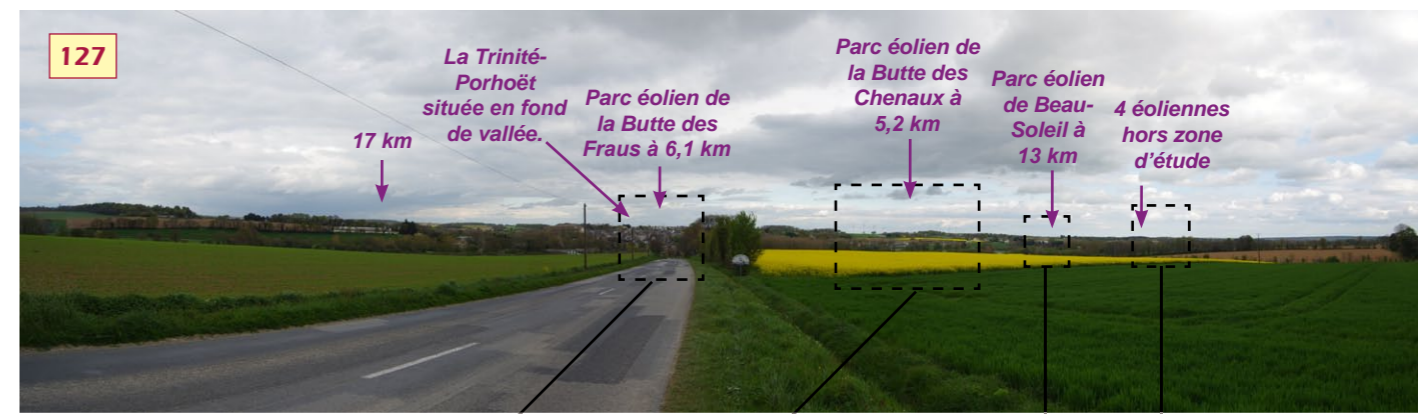 127
17 km
La Trinité-
Porhoët
située en fond
de vallée.
Parc éolien de
la Butte des
Fraus à 6,1 km
Parc éolien de
la Butte des
Chenaux à
5,2 km
Parc éolien
de Beau-
Soleil à
13 km
4 éoliennes
hors zone
d'étude